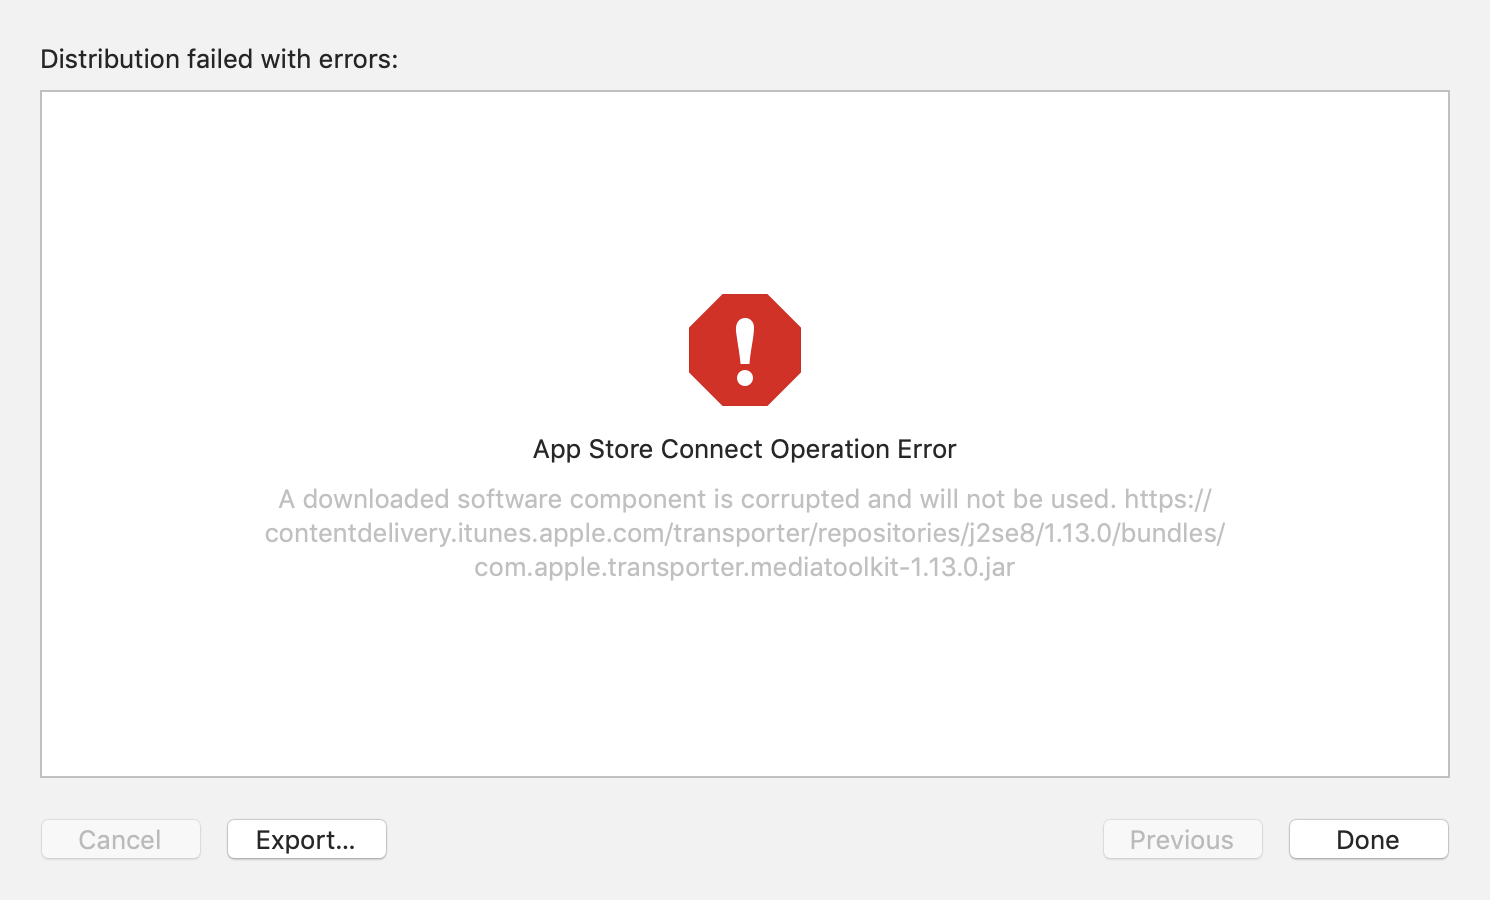 Distribution failed with errors:
App Store Connect Operation Error
A downloaded software component is corrupted and will not be used. https://
contentdelivery.itunes.apple.com/transporter/repositories/j2se8/1.13.0/bundles/
com.apple.transporter.mediatoolkit-1.13.0.jar
Cancel
Export...
Previous
Done